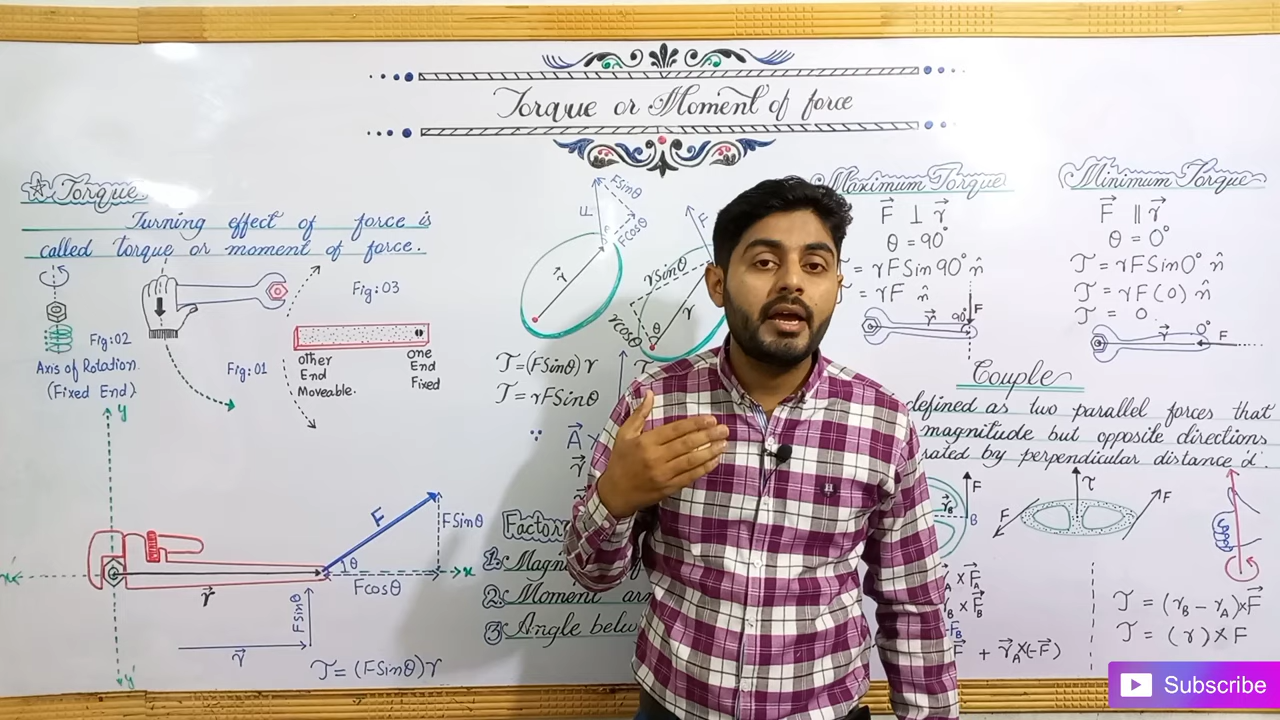 Torque or Moment of force
Torque
Turning effect of force is
called torque or moment of force.
Fig:03
Fig:02
Axis of Rotation.
(Fixed End)
Fig:01
other
End
Moveable.
one
End
Fixed
y
F
θ
FSinθ
x'
x
r⃗
Fcosθ
FSinθ
r⃗
y'
τ=(FSinθ)r
FSinθ
F
θ
Fcosθ
r⃗
F
rsinθ
rcosθ
θ
r
τ=(FSinθ)r
τ=rFSinθ
∵ A⃗ ×
r⃗
Factor
1. Magn
2. Moment arm
3. Angle betw
Maximum Torque
F⃗ ⊥ r⃗
θ = 90°
τ = rFSin90° n̂
τ = rF n̂
r⃗ 90° F
Minimum Torque
F⃗ ∥ r⃗
θ = 0°
τ = rFSin0° n̂
τ = rF(0) n̂
τ = 0
r⃗ 0° F
Couple
defined as two parallel forces that
magnitude but opposite directions
rated by perpendicular distance 'd'.
F
r⃗B
B
F
τ
F
rA × F⃗A
rB × F⃗B
-FB
F⃗ + r⃗A×(-F⃗)
τ = (rB - rA)×F⃗
τ = (r) × F
Subscribe